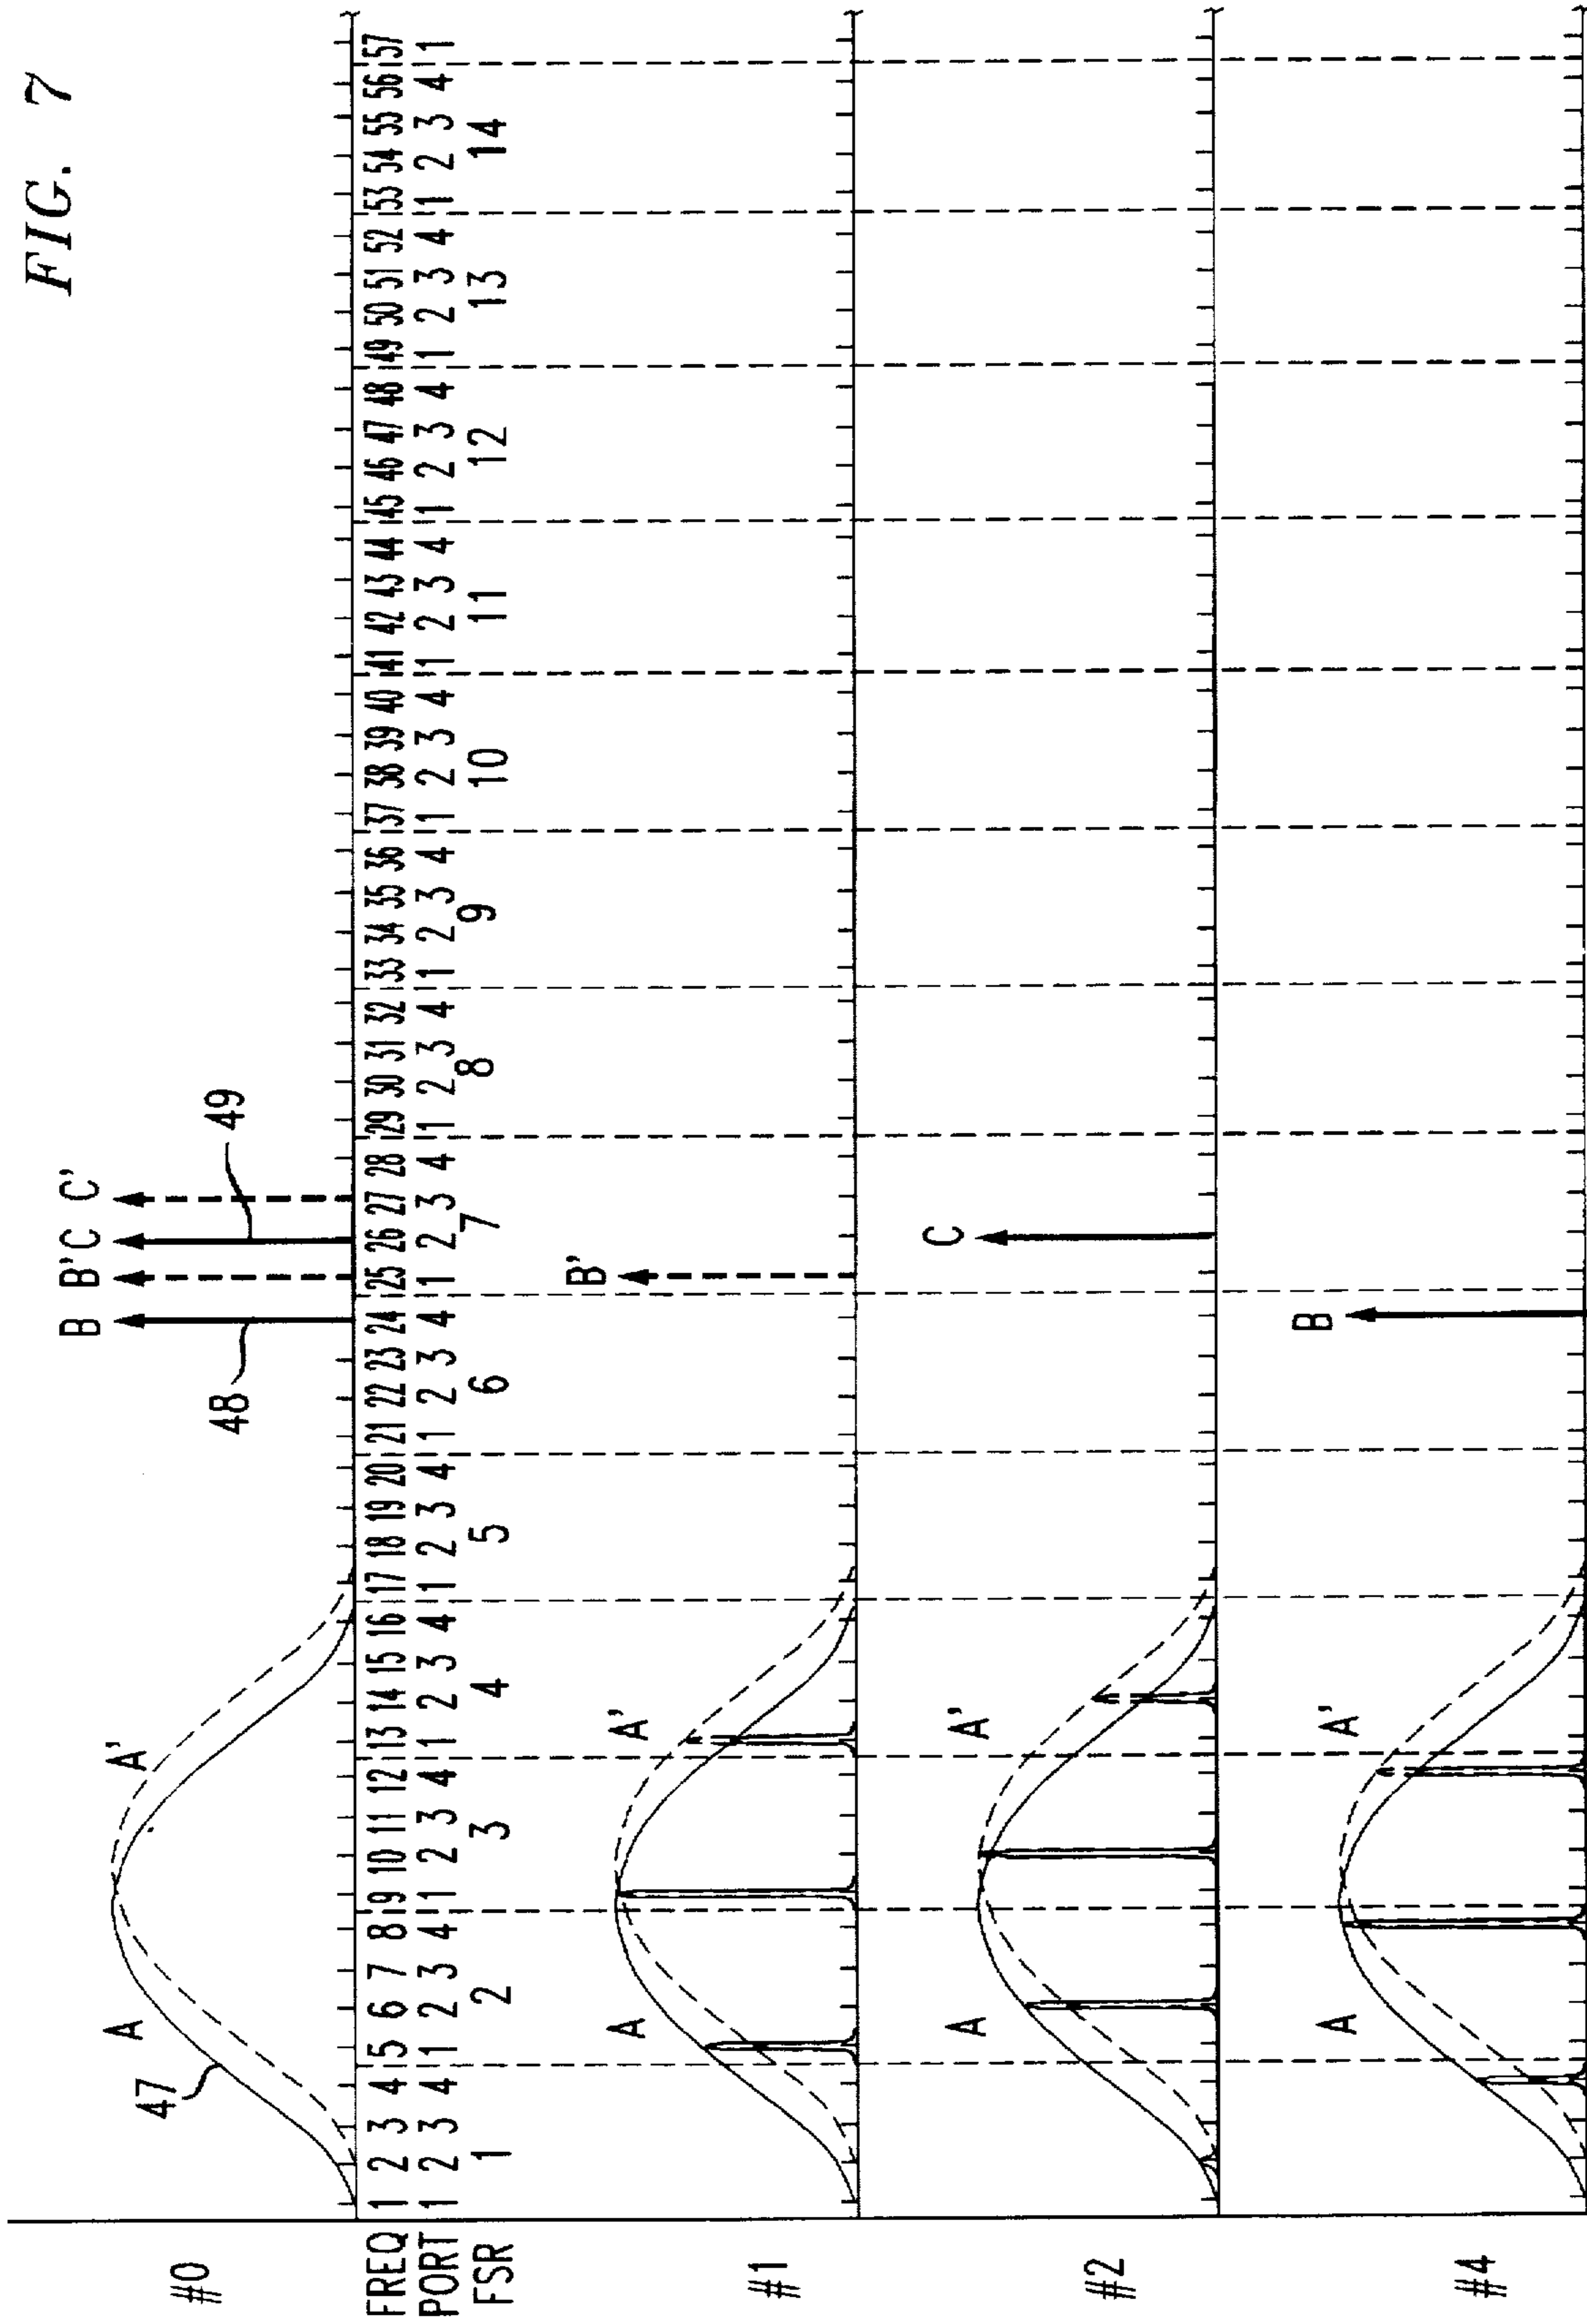 FIG. 7
B B' C C'
48 49
47 A A'
#0
FREQ 1 2 3 4 5 6 7 8 9 10 11 12 13 14 15 16 17 18 19 20 21 22 23 24 25 26 27 28 29 30 31 32 33 34 35 36 37 38 39 40 41 42 43 44 45 46 47 48 49 50 51 52 53 54 55 56 57
PORT 1 2 3 4 1 2 3 4 1 2 3 4 1 2 3 4 1 2 3 4 1 2 3 4 1 2 3 4 1 2 3 4 1 2 3 4 1 2 3 4 1 2 3 4 1 2 3 4 1 2 3 4 1 2 3 4 1
FSR 1 2 3 4 5 6 7 8 9 10 11 12 13 14
#1 A A' B'
#2 A A' C
#4 A A' B